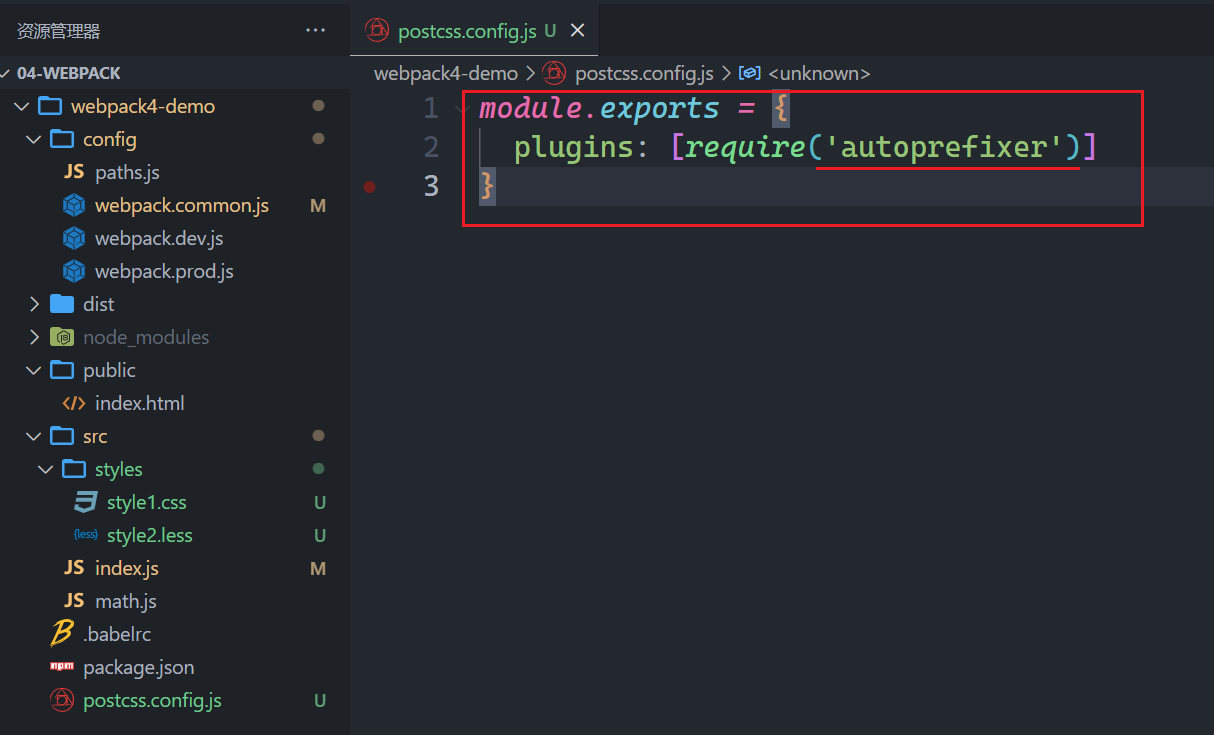 资源管理器 ···
04-WEBPACK
webpack4-demo
config
JS paths.js
webpack.common.js M
webpack.dev.js
webpack.prod.js
dist
node_modules
public
</> index.html
src
styles
style1.css U
{less} style2.less U
JS index.js M
JS math.js
.babelrc
npm package.json
postcss.config.js U
postcss.config.js U
webpack4-demo > postcss.config.js > <unknown>
1 module.exports = {
2 plugins: [require('autoprefixer')]
3 }